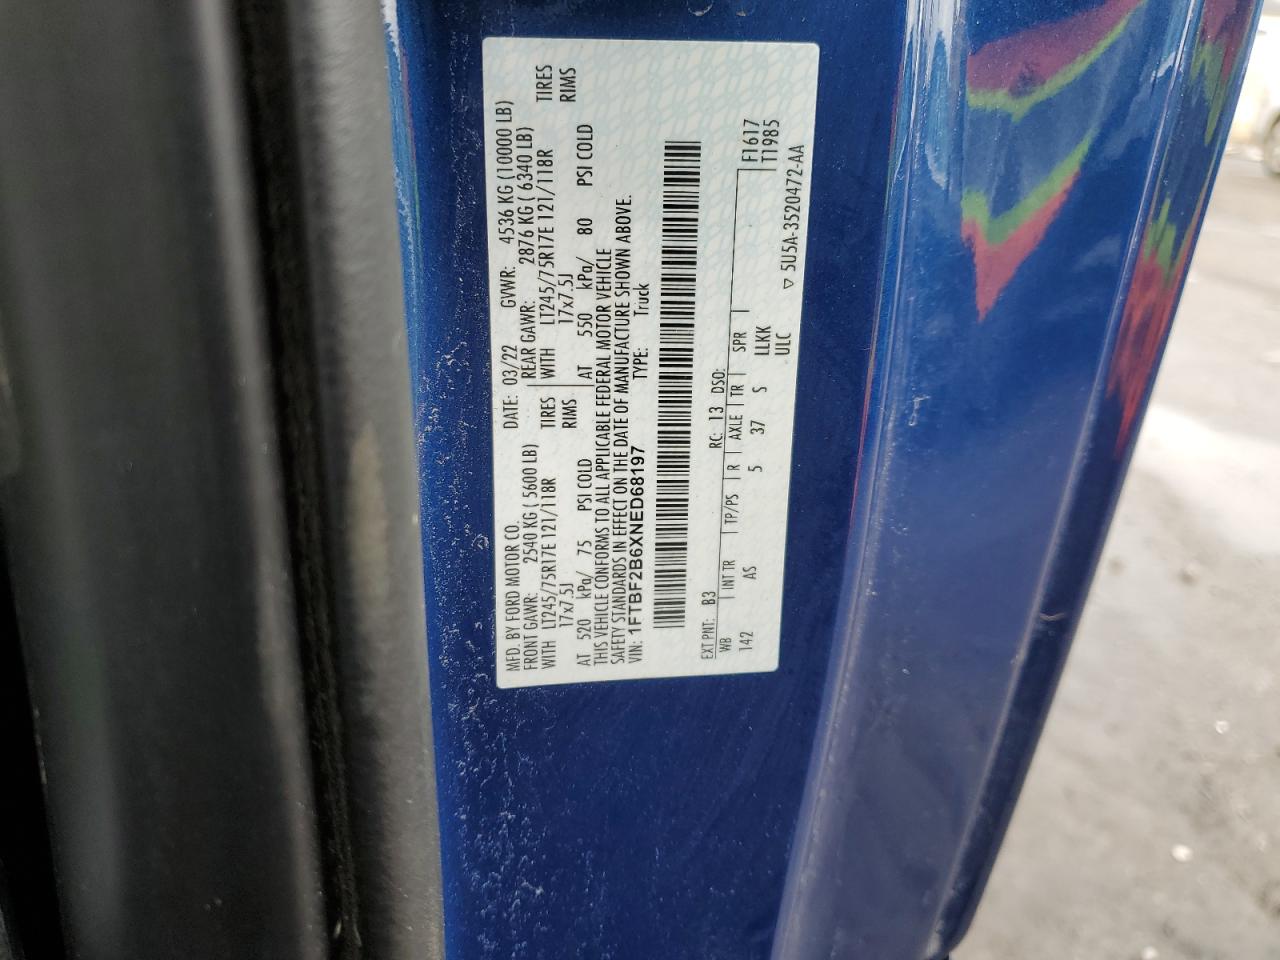 MFD. BY FORD MOTOR CO. DATE: 03/22 GVWR: 4536 KG (10000 LB)
FRONT GAWR: 2540 KG ( 5600 LB) REAR GAWR: 2876 KG ( 6340 LB)
WITH LT245/75R17E 121/118R TIRES WITH LT245/75R17E 121/118R TIRES
17x7.5J RIMS 17x7.5J RIMS
AT 520 kPa/ 75 PSI COLD AT 550 kPa/ 80 PSI COLD
THIS VEHICLE CONFORMS TO ALL APPLICABLE FEDERAL MOTOR VEHICLE
SAFETY STANDARDS IN EFFECT ON THE DATE OF MANUFACTURE SHOWN ABOVE.
VIN: 1FTBF2B6XNED68197 TYPE: Truck
EXT PNT: B3 RC: 13 DSO: F1617
WB INT TR TP/PS R AXLE TR SPR T1985
142 AS 5 37 S LLKK
ULC ▽ 5U5A-3520472-AA